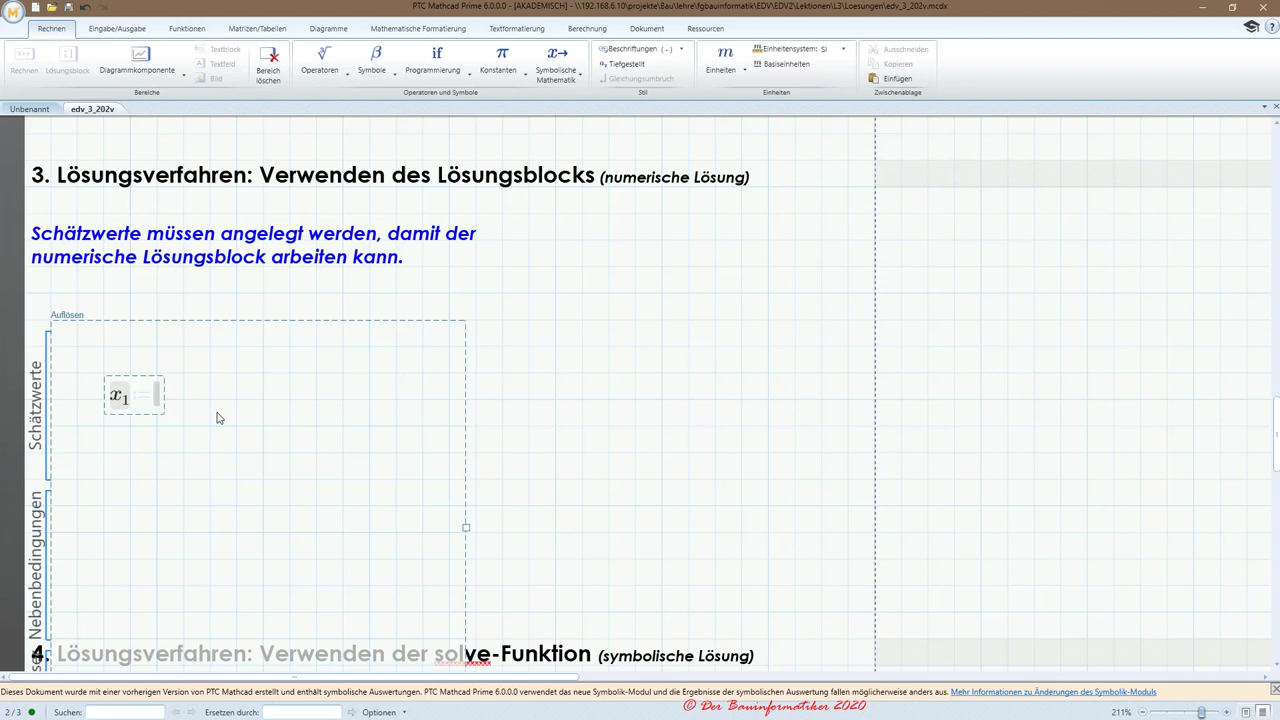 PTC Mathcad Prime 6.0.0.0 - [AKADEMISCH] - \\192.168.6.10\projekte\Bau\lehre\fgbauinformatik\EDV\EDV2\Lektionen\L3\Loesungen\edv_3_202v.mcdx
Rechnen Eingabe/Ausgabe Funktionen Matrizen/Tabellen Diagramme Mathematische Formatierung Textformatierung Berechnung Dokument Ressourcen
Rechnen Lösungsblock Diagrammkomponente Textblock Textfeld Bild Bereich löschen
Operatoren Symbole Programmierung Konstanten Symbolische Mathematik
Beschriftungen ( - ) Tiefgestellt Gleichungsumbruch
Einheiten Einheitensystem: SI Basiseinheiten
Ausschneiden Kopieren Einfügen
Bereiche Operatoren und Symbole Stil Einheiten Zwischenablage
Unbenannt edv_3_202v
3. Lösungsverfahren: Verwenden des Lösungsblocks (numerische Lösung)
Schätzwerte müssen angelegt werden, damit der
numerische Lösungsblock arbeiten kann.
Auflösen
Schätzwerte
x1 :=
Nebenbedingungen
4. Lösungsverfahren: Verwenden der solve-Funktion (symbolische Lösung)
Dieses Dokument wurde mit einer vorherigen Version von PTC Mathcad erstellt und enthält symbolische Auswertungen. PTC Mathcad Prime 6.0.0.0 verwendet das neue Symbolik-Modul und die Ergebnisse der symbolischen Auswertung fallen möglicherweise anders aus. Mehr Informationen zu Änderungen des Symbolik-Moduls
2 / 3 Suchen: Ersetzen durch: Optionen 211%
© Der Bauinformatiker 2020